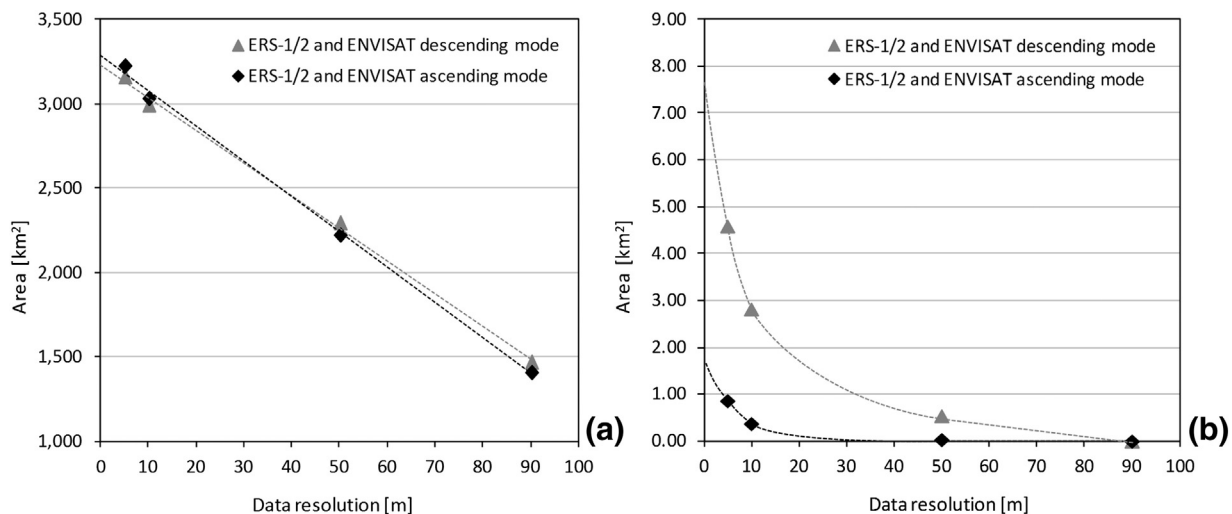 3,500
3,000
2,500
2,000
1,500
1,000
Area [km²]
ERS-1/2 and ENVISAT descending mode
ERS-1/2 and ENVISAT ascending mode
0 10 20 30 40 50 60 70 80 90 100
Data resolution [m]
(a)
9.00
8.00
7.00
6.00
5.00
4.00
3.00
2.00
1.00
0.00
Area [km²]
ERS-1/2 and ENVISAT descending mode
ERS-1/2 and ENVISAT ascending mode
0 10 20 30 40 50 60 70 80 90 100
Data resolution [m]
(b)